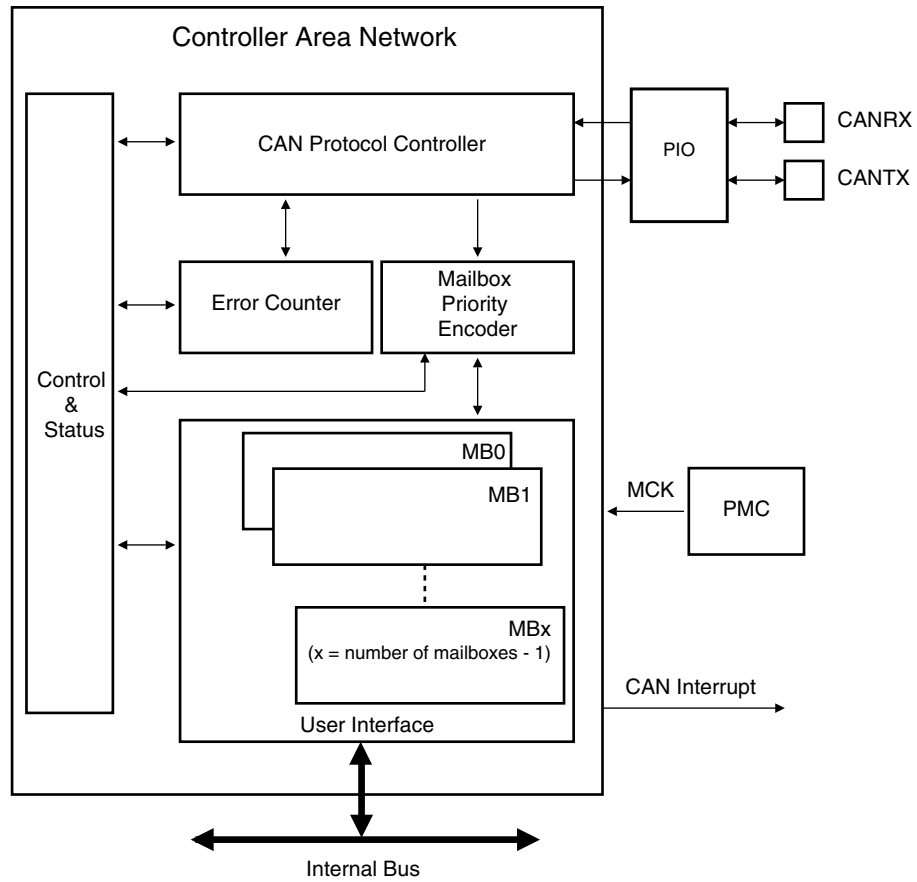 Controller Area Network
CAN Protocol Controller
PIO
CANRX
CANTX
Error Counter
Mailbox
Priority
Encoder
Control
&
Status
MB0
MB1
MCK
PMC
MBx
(x = number of mailboxes - 1)
CAN Interrupt
User Interface
Internal Bus